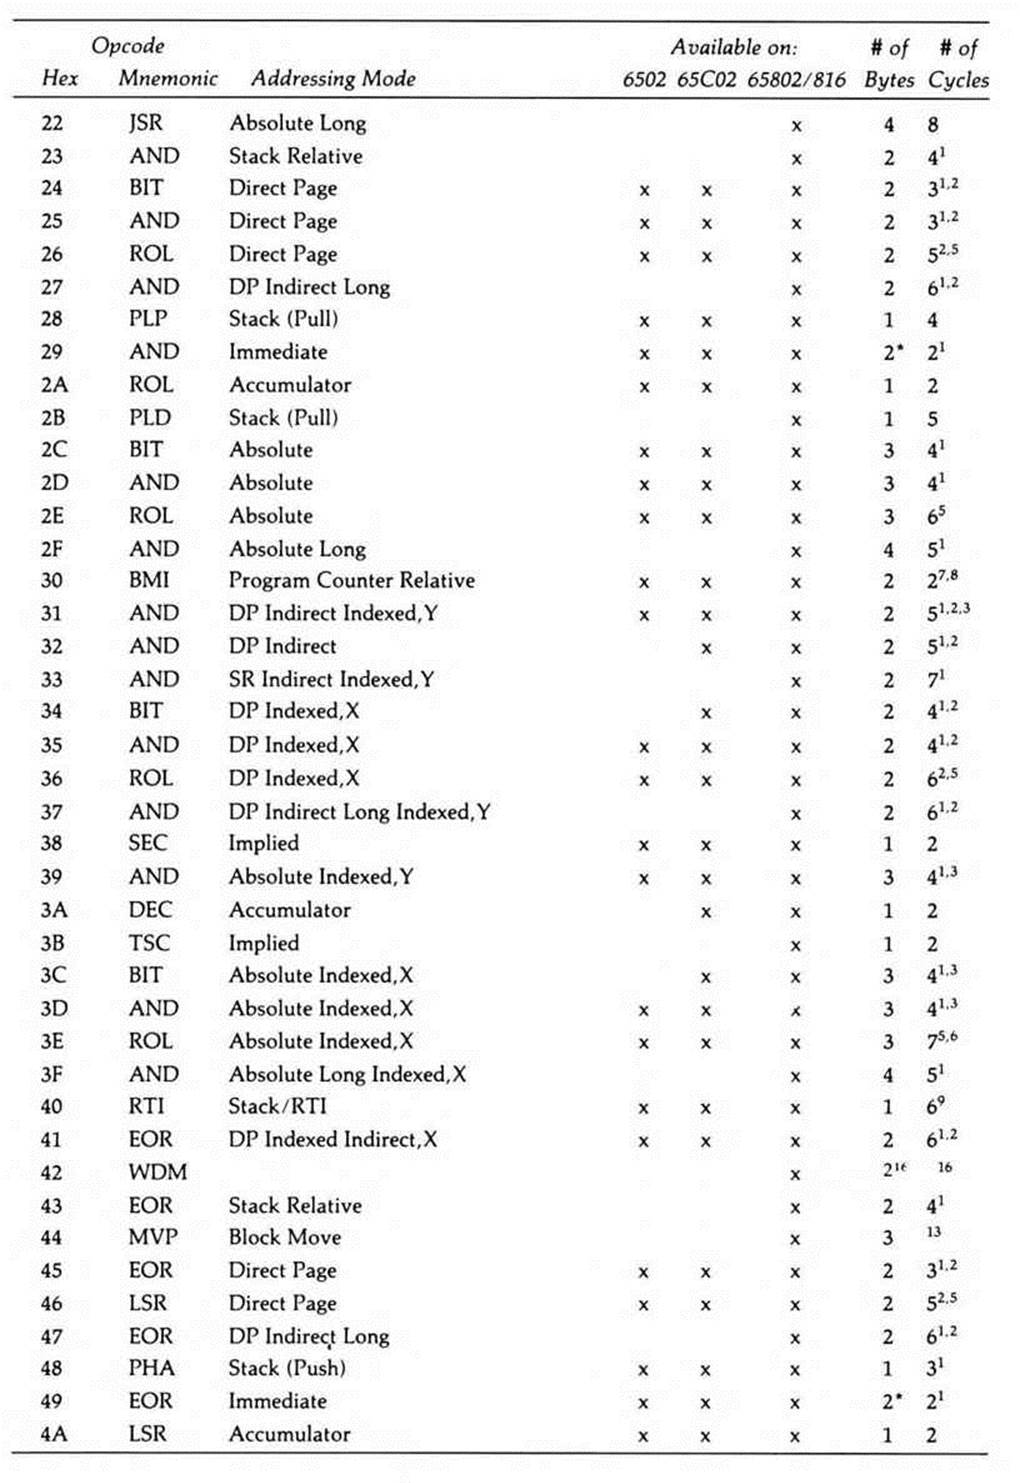 Opcode Available on: # of # of
Hex Mnemonic Addressing Mode 6502 65C02 65802/816 Bytes Cycles
22 JSR Absolute Long x 4 8
23 AND Stack Relative x 2 4¹
24 BIT Direct Page x x x 2 3¹,²
25 AND Direct Page x x x 2 3¹,²
26 ROL Direct Page x x x 2 5²,⁵
27 AND DP Indirect Long x 2 6¹,²
28 PLP Stack (Pull) x x x 1 4
29 AND Immediate x x x 2* 2¹
2A ROL Accumulator x x x 1 2
2B PLD Stack (Pull) x 1 5
2C BIT Absolute x x x 3 4¹
2D AND Absolute x x x 3 4¹
2E ROL Absolute x x x 3 6⁵
2F AND Absolute Long x 4 5¹
30 BMI Program Counter Relative x x x 2 2⁷,⁸
31 AND DP Indirect Indexed,Y x x x 2 5¹,²,³
32 AND DP Indirect x x 2 5¹,²
33 AND SR Indirect Indexed,Y x 2 7¹
34 BIT DP Indexed,X x x 2 4¹,²
35 AND DP Indexed,X x x x 2 4¹,²
36 ROL DP Indexed,X x x x 2 6²,⁵
37 AND DP Indirect Long Indexed,Y x 2 6¹,²
38 SEC Implied x x x 1 2
39 AND Absolute Indexed,Y x x x 3 4¹,³
3A DEC Accumulator x x 1 2
3B TSC Implied x 1 2
3C BIT Absolute Indexed,X x x 3 4¹,³
3D AND Absolute Indexed,X x x x 3 4¹,³
3E ROL Absolute Indexed,X x x x 3 7⁵,⁶
3F AND Absolute Long Indexed,X x 4 5¹
40 RTI Stack/RTI x x x 1 6⁹
41 EOR DP Indexed Indirect,X x x x 2 6¹,²
42 WDM x 2¹⁶ ¹⁶
43 EOR Stack Relative x 2 4¹
44 MVP Block Move x 3 ¹³
45 EOR Direct Page x x x 2 3¹,²
46 LSR Direct Page x x x 2 5²,⁵
47 EOR DP Indirect Long x 2 6¹,²
48 PHA Stack (Push) x x x 1 3¹
49 EOR Immediate x x x 2* 2¹
4A LSR Accumulator x x x 1 2